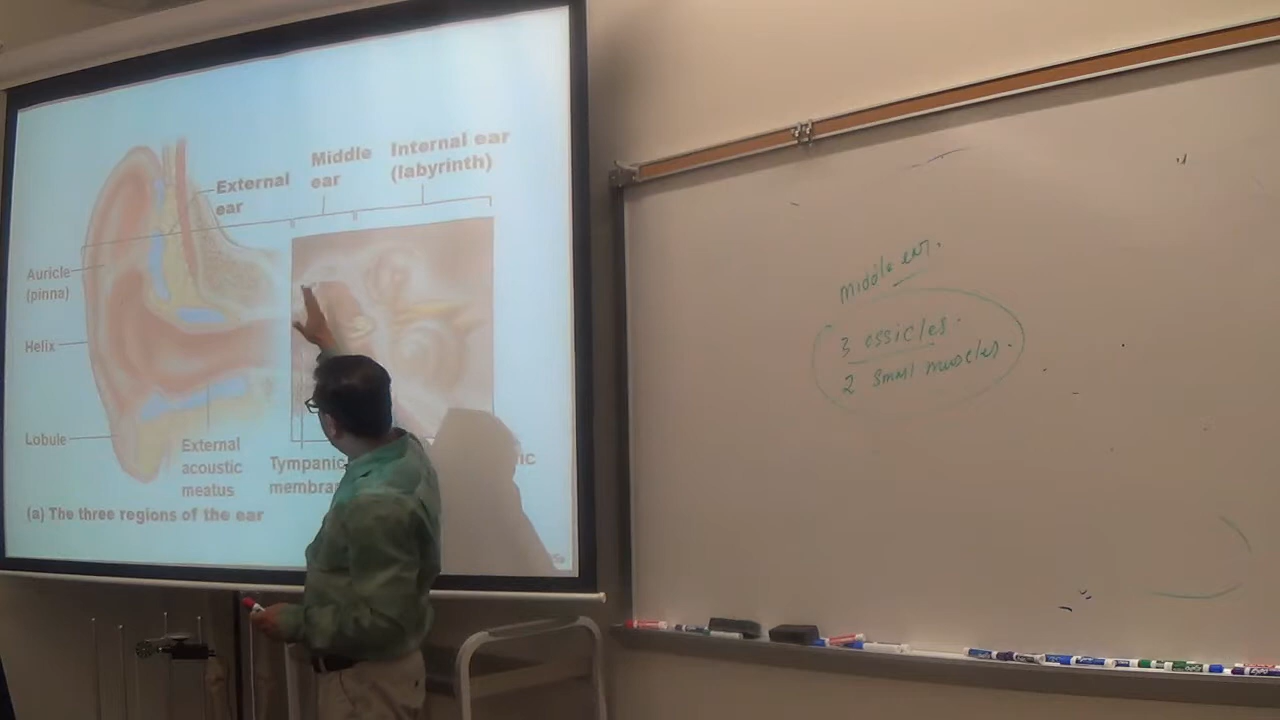 External
ear
Middle
ear
Internal ear
(labyrinth)
Auricle
(pinna)
Helix
Lobule
External
acoustic
meatus
Tympanic
(a) The three regions of the ear
middle ear.
3 ossicles.
2 small muscles.